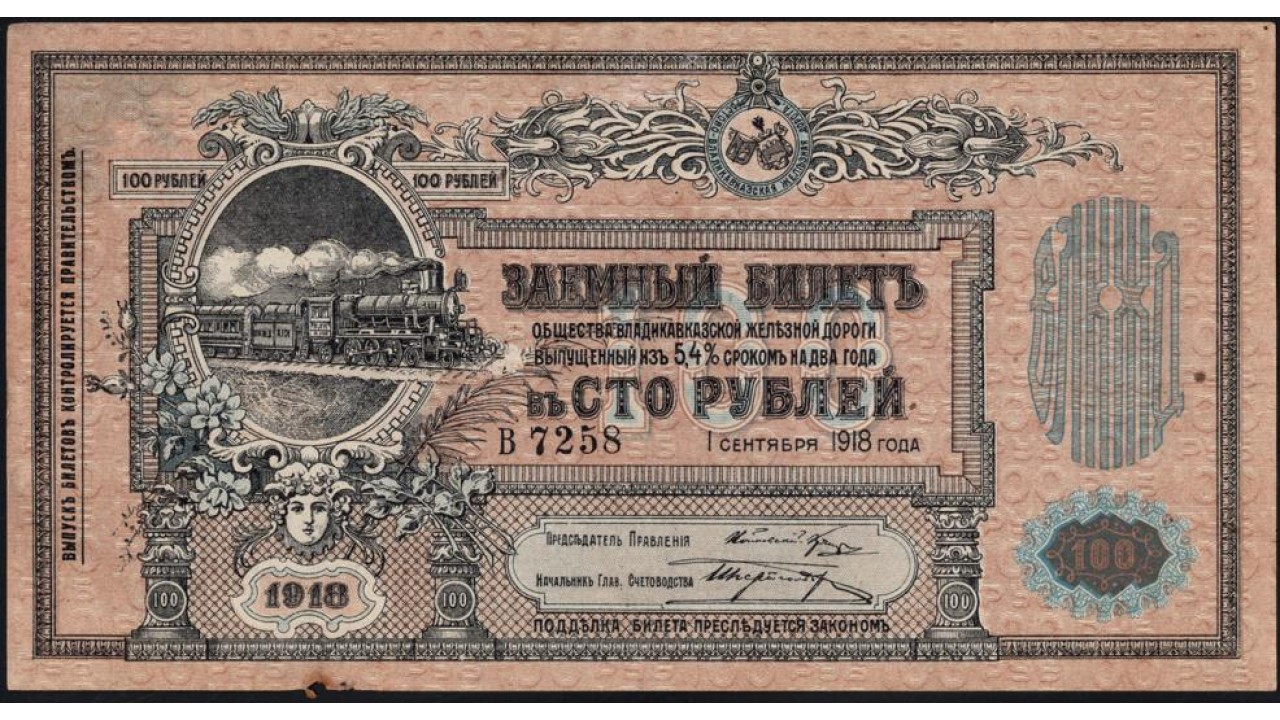 100 РУБЛЕЙ
100 РУБЛЕЙ
ВЫПУСКЪ БИЛЕТОВЪ КОНТРОЛИРУЕТСЯ ПРАВИТЕЛЬСТВОМЪ.
ЗАЕМНЫЙ БИЛЕТЪ
ОБЩЕСТВА ВЛАДИКАВКАЗСКОЙ ЖЕЛѢЗНОЙ ДОРОГИ
ВЫПУЩЕННЫЙ ИЗЪ 5,4% СРОКОМЪ НА ДВА ГОДА
ВЪ СТО РУБЛЕЙ
100
В 7258
1 СЕНТЯБРЯ 1918 ГОДА
ПРЕДСѢДАТЕЛЬ ПРАВЛЕНІЯ
НАЧАЛЬНИКЪ ГЛАВ. СЧЕТОВОДСТВА
ПОДДѢЛКА БИЛЕТА ПРЕСЛѢДУЕТСЯ ЗАКОНОМЪ
1918
100
100
100
100